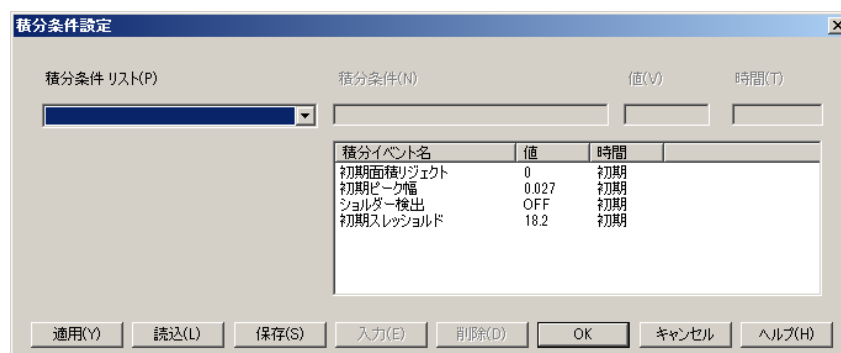 積分条件設定
積分条件 リスト(P)
積分条件(N)
値(V)
時間(T)
積分イベント名 値 時間
初期面積リジェクト 0 初期
初期ピーク幅 0.027 初期
ショルダー検出 OFF 初期
初期スレッショルド 18.2 初期
適用(Y) 読込(L) 保存(S) 入力(E) 削除(D) OK キャンセル ヘルプ(H)